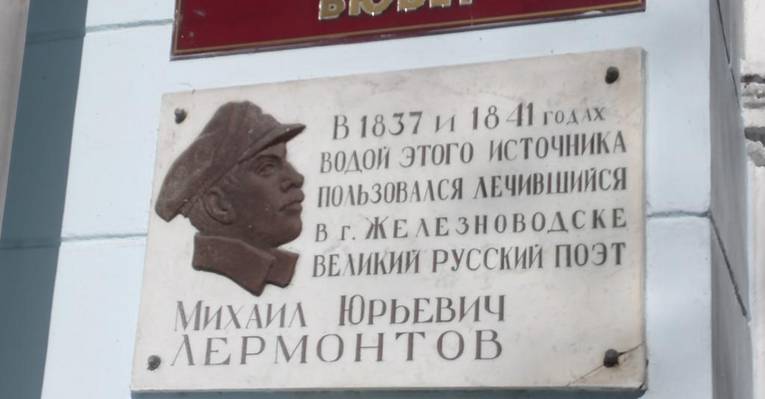 В 1837 и 1841 годах
водой этого источника
пользовался лечившийся
в г. Железноводске
великий русский поэт
Михаил Юрьевич
Лермонтов